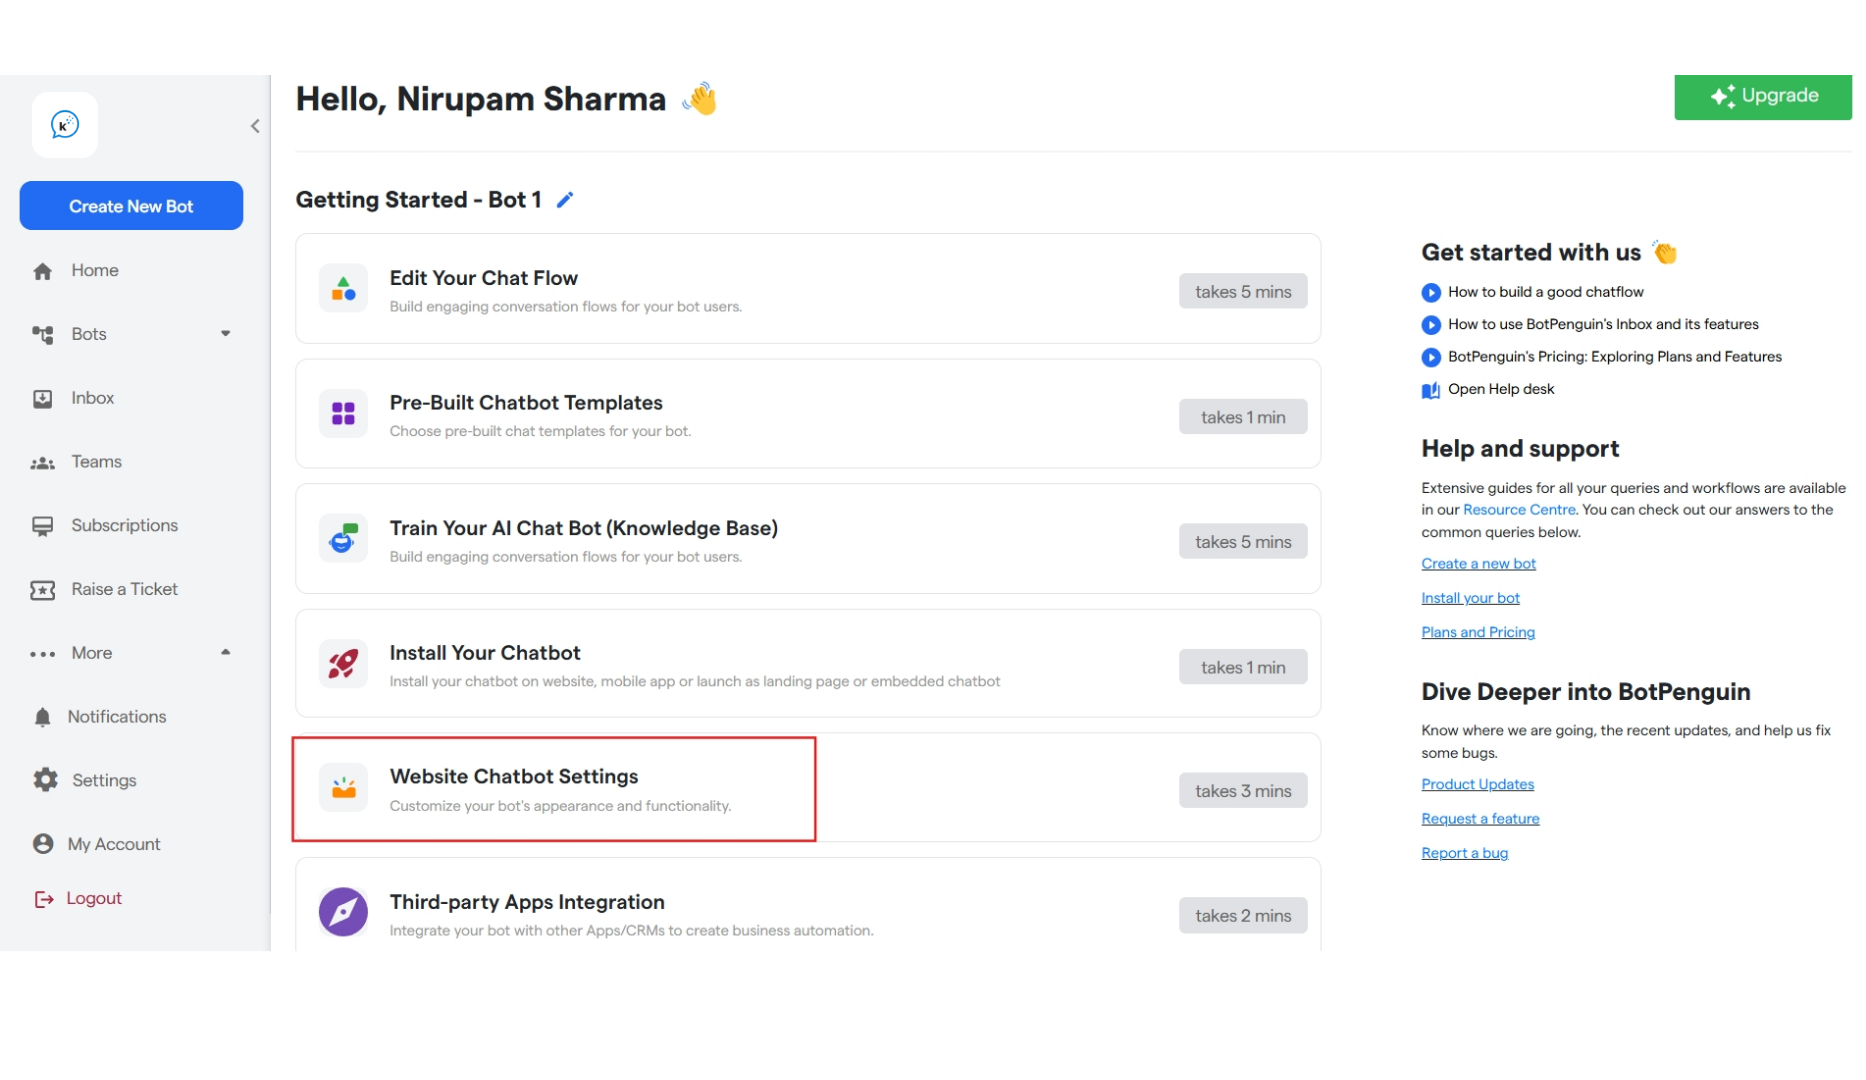 K
Create New Bot
Home
Bots
Inbox
Teams
Subscriptions
Raise a Ticket
More
Notifications
Settings
My Account
Logout
Hello, Nirupam Sharma
Upgrade
Getting Started - Bot 1
Edit Your Chat Flow
Build engaging conversation flows for your bot users.
takes 5 mins
Pre-Built Chatbot Templates
Choose pre-built chat templates for your bot.
takes 1 min
Train Your AI Chat Bot (Knowledge Base)
Build engaging conversation flows for your bot users.
takes 5 mins
Install Your Chatbot
Install your chatbot on website, mobile app or launch as landing page or embedded chatbot
takes 1 min
Website Chatbot Settings
Customize your bot's appearance and functionality.
takes 3 mins
Third-party Apps Integration
Integrate your bot with other Apps/CRMs to create business automation.
takes 2 mins
Get started with us
How to build a good chatflow
How to use BotPenguin's Inbox and its features
BotPenguin's Pricing: Exploring Plans and Features
Open Help desk
Help and support
Extensive guides for all your queries and workflows are available
in our Resource Centre. You can check out our answers to the
common queries below.
Create a new bot
Install your bot
Plans and Pricing
Dive Deeper into BotPenguin
Know where we are going, the recent updates, and help us fix
some bugs.
Product Updates
Request a feature
Report a bug